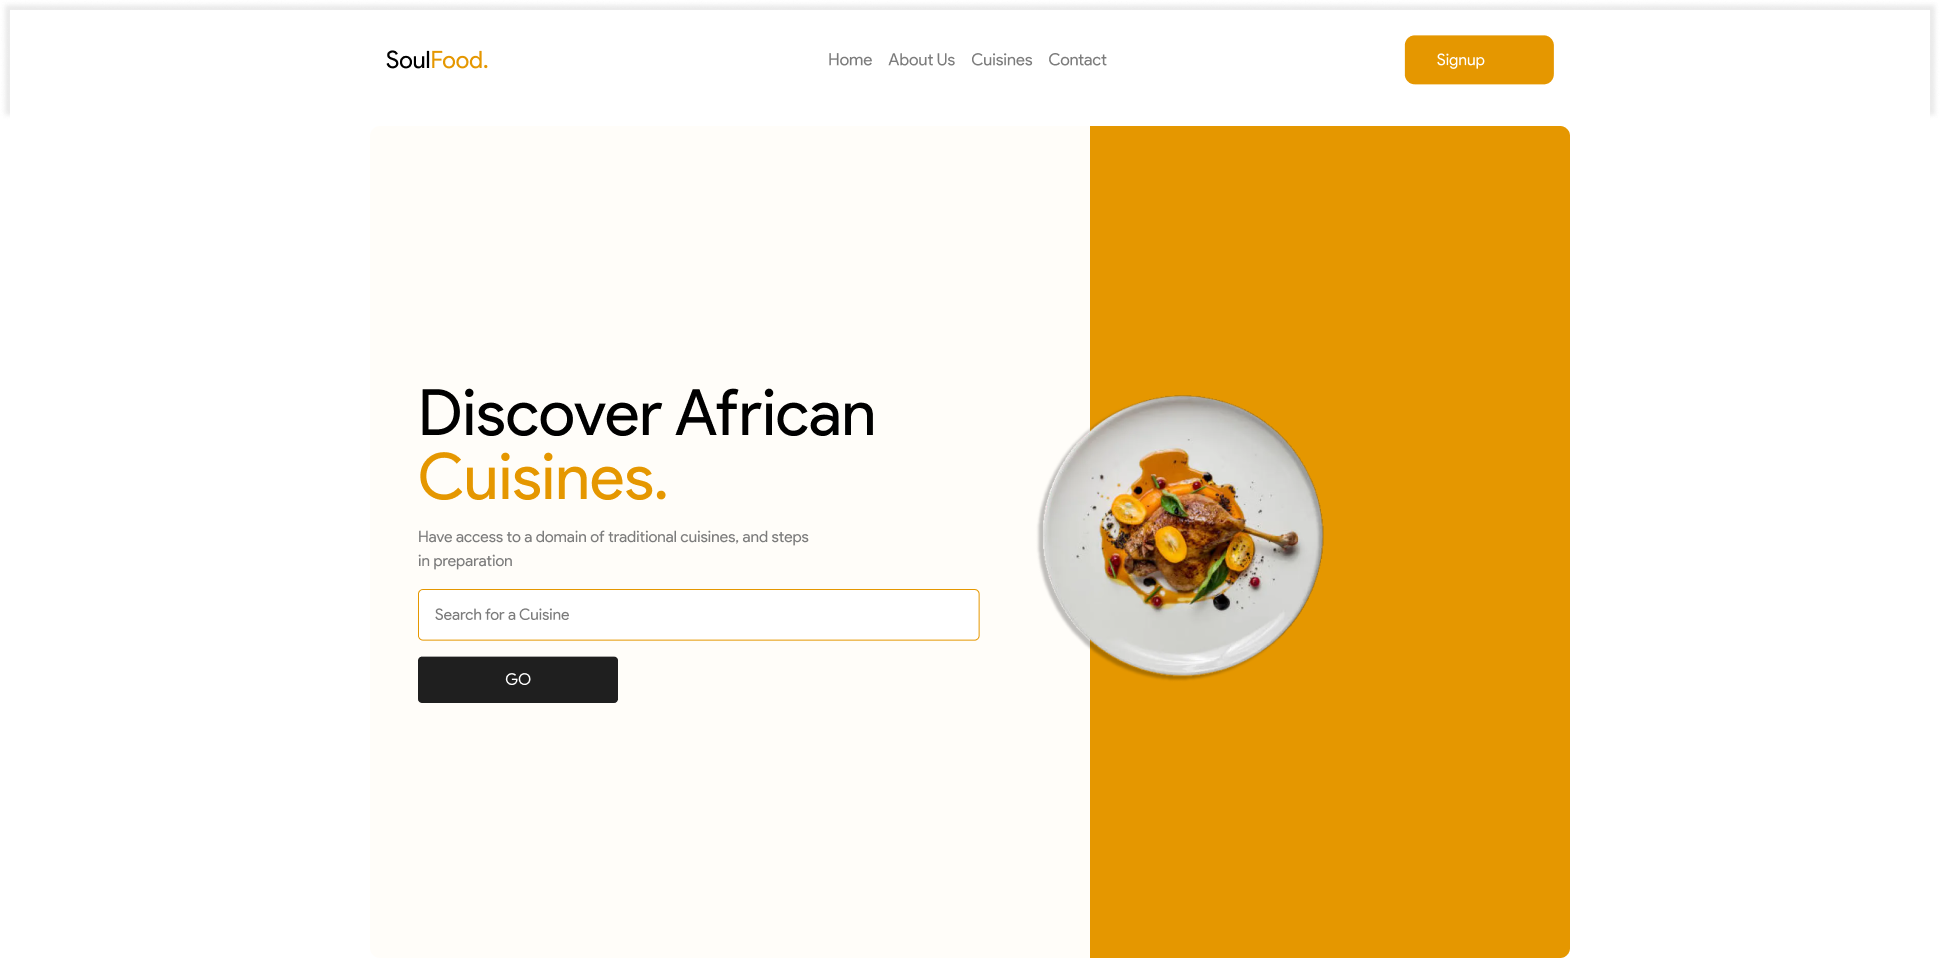 SoulFood.
Home About Us Cuisines Contact
Signup
Discover African
Cuisines.
Have access to a domain of traditional cuisines, and steps
in preparation
Search for a Cuisine
GO